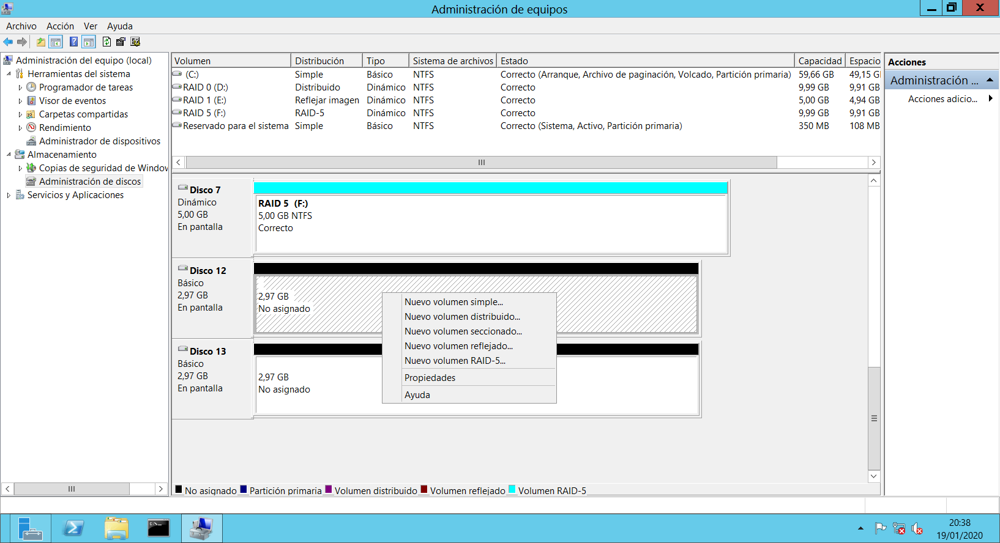 Administración de equipos
Archivo Acción Ver Ayuda
Administración del equipo (local)
Herramientas del sistema
Programador de tareas
Visor de eventos
Carpetas compartidas
Rendimiento
Administrador de dispositivos
Almacenamiento
Copias de seguridad de Window
Administración de discos
Servicios y Aplicaciones
Volumen Distribución Tipo Sistema de archivos Estado Capacidad Espacio
(C:) Simple Básico NTFS Correcto (Arranque, Archivo de paginación, Volcado, Partición primaria) 59,66 GB 49,15 G
RAID 0 (D:) Distribuido Dinámico NTFS Correcto 9,99 GB 9,91 GB
RAID 1 (E:) Reflejar imagen Dinámico NTFS Correcto 5,00 GB 4,94 GB
RAID 5 (F:) RAID-5 Dinámico NTFS Correcto 9,99 GB 9,91 GB
Reservado para el sistema Simple Básico NTFS Correcto (Sistema, Activo, Partición primaria) 350 MB 108 MB
Disco 7
Dinámico
5,00 GB
En pantalla
RAID 5 (F:)
5,00 GB NTFS
Correcto
Disco 12
Básico
2,97 GB
En pantalla
2,97 GB
No asignado
Nuevo volumen simple...
Nuevo volumen distribuido...
Nuevo volumen seccionado...
Nuevo volumen reflejado...
Nuevo volumen RAID-5...
Propiedades
Ayuda
Disco 13
Básico
2,97 GB
En pantalla
2,97 GB
No asignado
No asignado Partición primaria Volumen distribuido Volumen reflejado Volumen RAID-5
Acciones
Administración ...
Acciones adicio...
20:38
19/01/2020